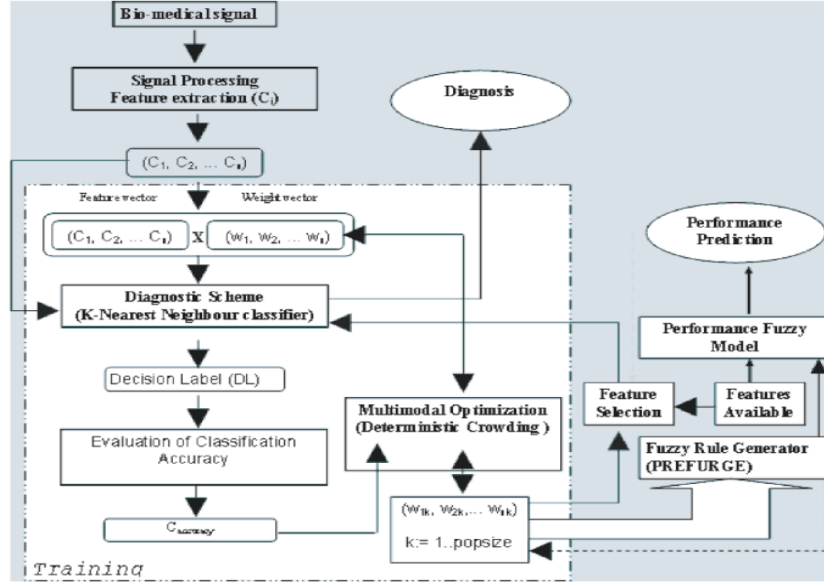 Bio-medical signal
Signal Processing
Feature extraction (Cᵢ)
Diagnosis
(C₁, C₂, ... Cₙ)
Feature vector
Weight vector
(C₁, C₂, ... Cₙ)
X
(W₁, W₂, ... Wₙ)
Performance
Prediction
Diagnostic Scheme
(K-Nearest Neighbour classifier)
Performance Fuzzy
Model
Decision Label (DL)
Feature
Selection
Features
Available
Multimodal Optimization
(Deterministic Crowding )
Evaluation of Classification
Accuracy
Fuzzy Rule Generator
(PREFURGE)
(W₁ₖ, W₂ₖ,... Wₙₖ)
k:= 1..popsize
Cₐccuracy
Training